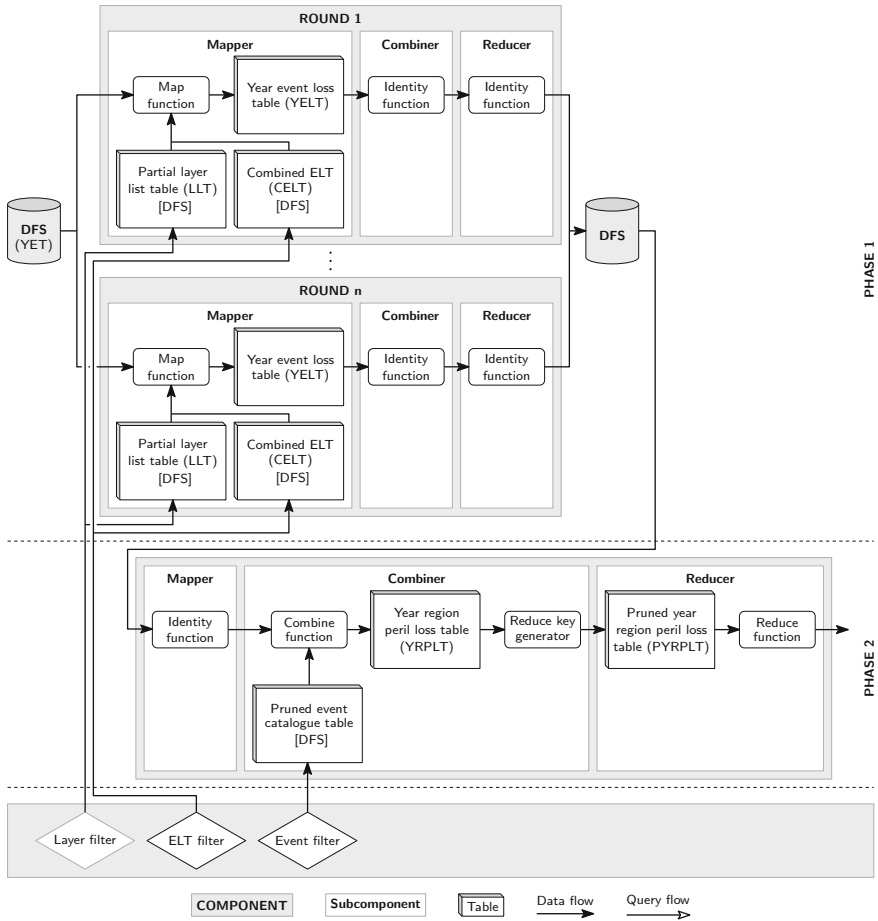 ROUND 1
Mapper
Combiner
Reducer
Map
function
Year event loss
table (YELT)
Identity
function
Identity
function
Partial layer
list table (LLT)
[DFS]
Combined ELT
(CELT)
[DFS]
DFS
(YET)
DFS
PHASE 1
ROUND n
Mapper
Combiner
Reducer
Map
function
Year event loss
table (YELT)
Identity
function
Identity
function
Partial layer
list table (LLT)
[DFS]
Combined ELT
(CELT)
[DFS]
Mapper
Combiner
Reducer
Identity
function
Combine
function
Year region
peril loss table
(YRPLT)
Reduce key
generator
Pruned year
region peril loss
table (PYRPLT)
Reduce
function
PHASE 2
Pruned event
catalogue table
[DFS]
Layer filter
ELT filter
Event filter
COMPONENT
Subcomponent
Table
Data flow
Query flow